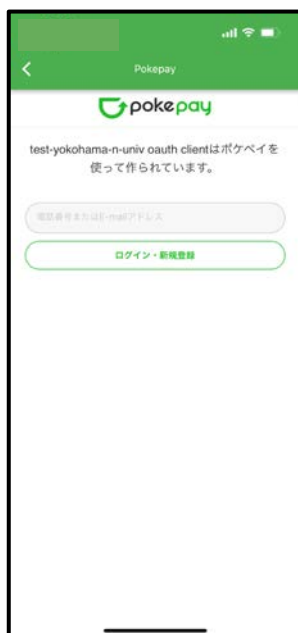 Pokepay
pokepay
test-yokohama-n-univ oauth clientはポケペイを
使って作られています。
電話番号またはE-mailアドレス
ログイン・新規登録